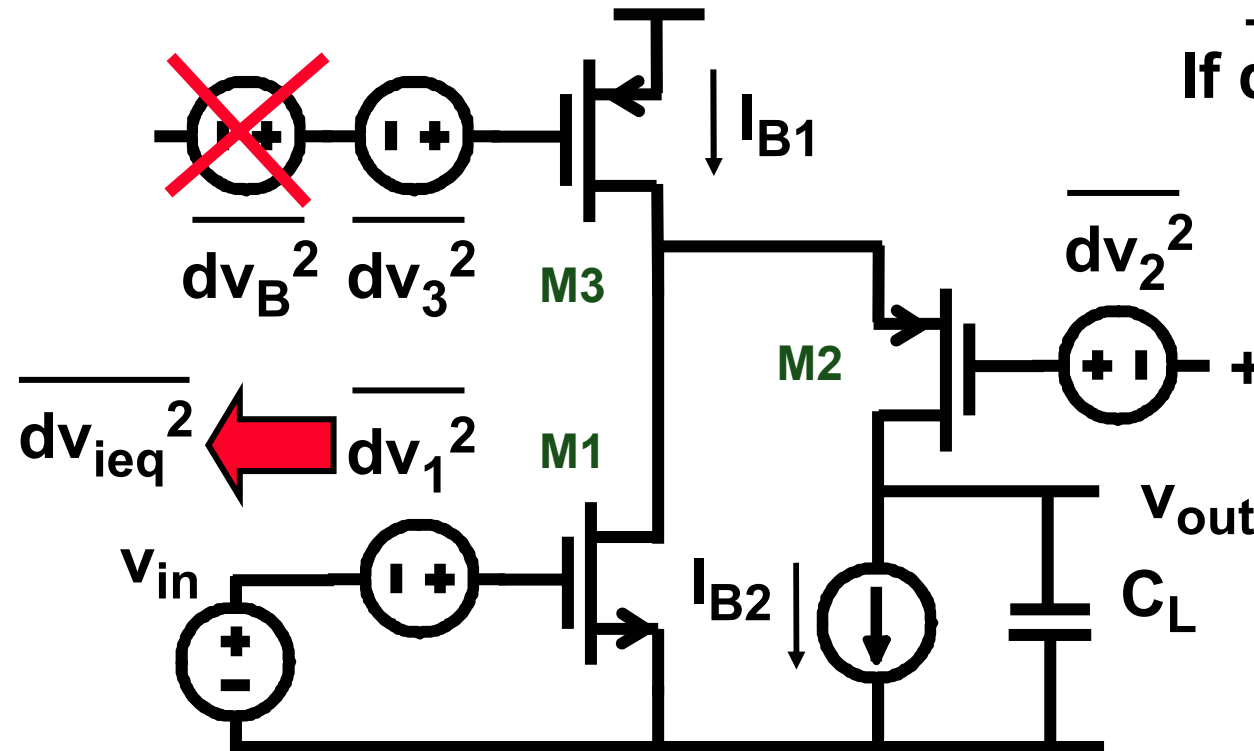 If
I_B1
dv_B^2 dv_3^2 M3
dv_2^2
M2
dv_ieq^2 dv_1^2 M1
v_in
I_B2
v_out
C_L